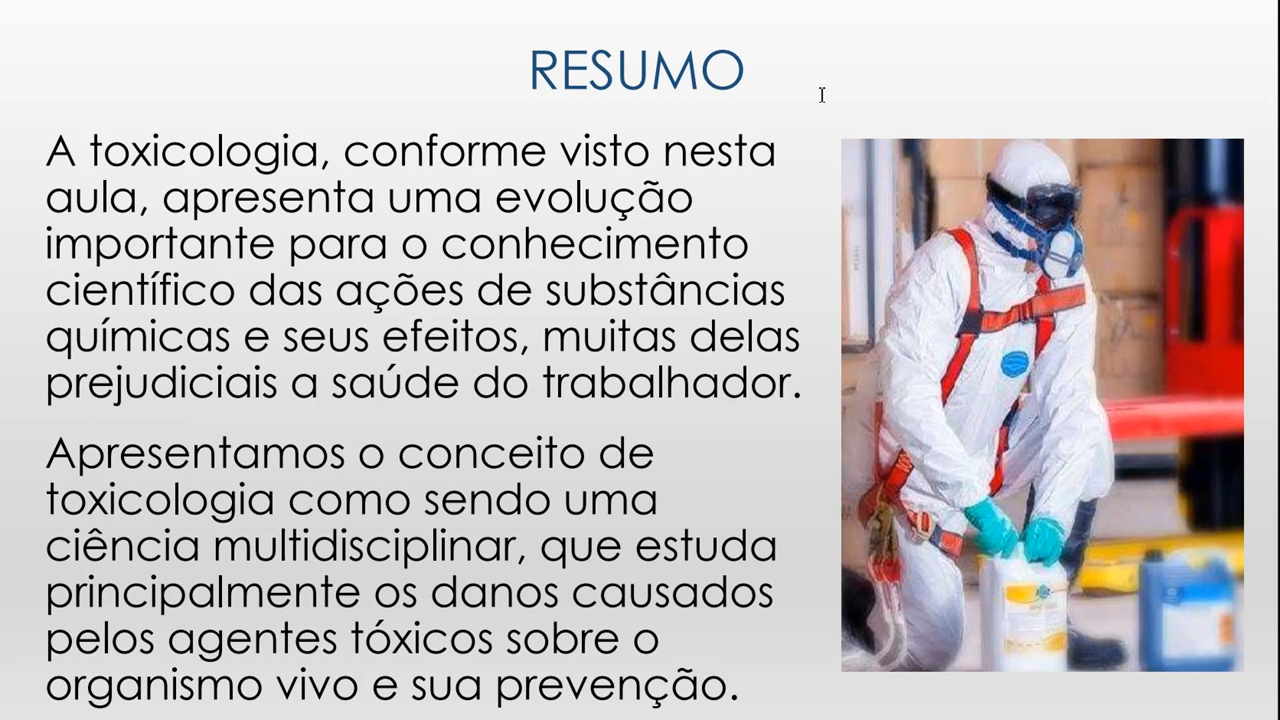 RESUMO
A toxicologia, conforme visto nesta
aula, apresenta uma evolução
importante para o conhecimento
científico das ações de substâncias
químicas e seus efeitos, muitas delas
prejudiciais a saúde do trabalhador.
Apresentamos o conceito de
toxicologia como sendo uma
ciência multidisciplinar, que estuda
principalmente os danos causados
pelos agentes tóxicos sobre o
organismo vivo e sua prevenção.